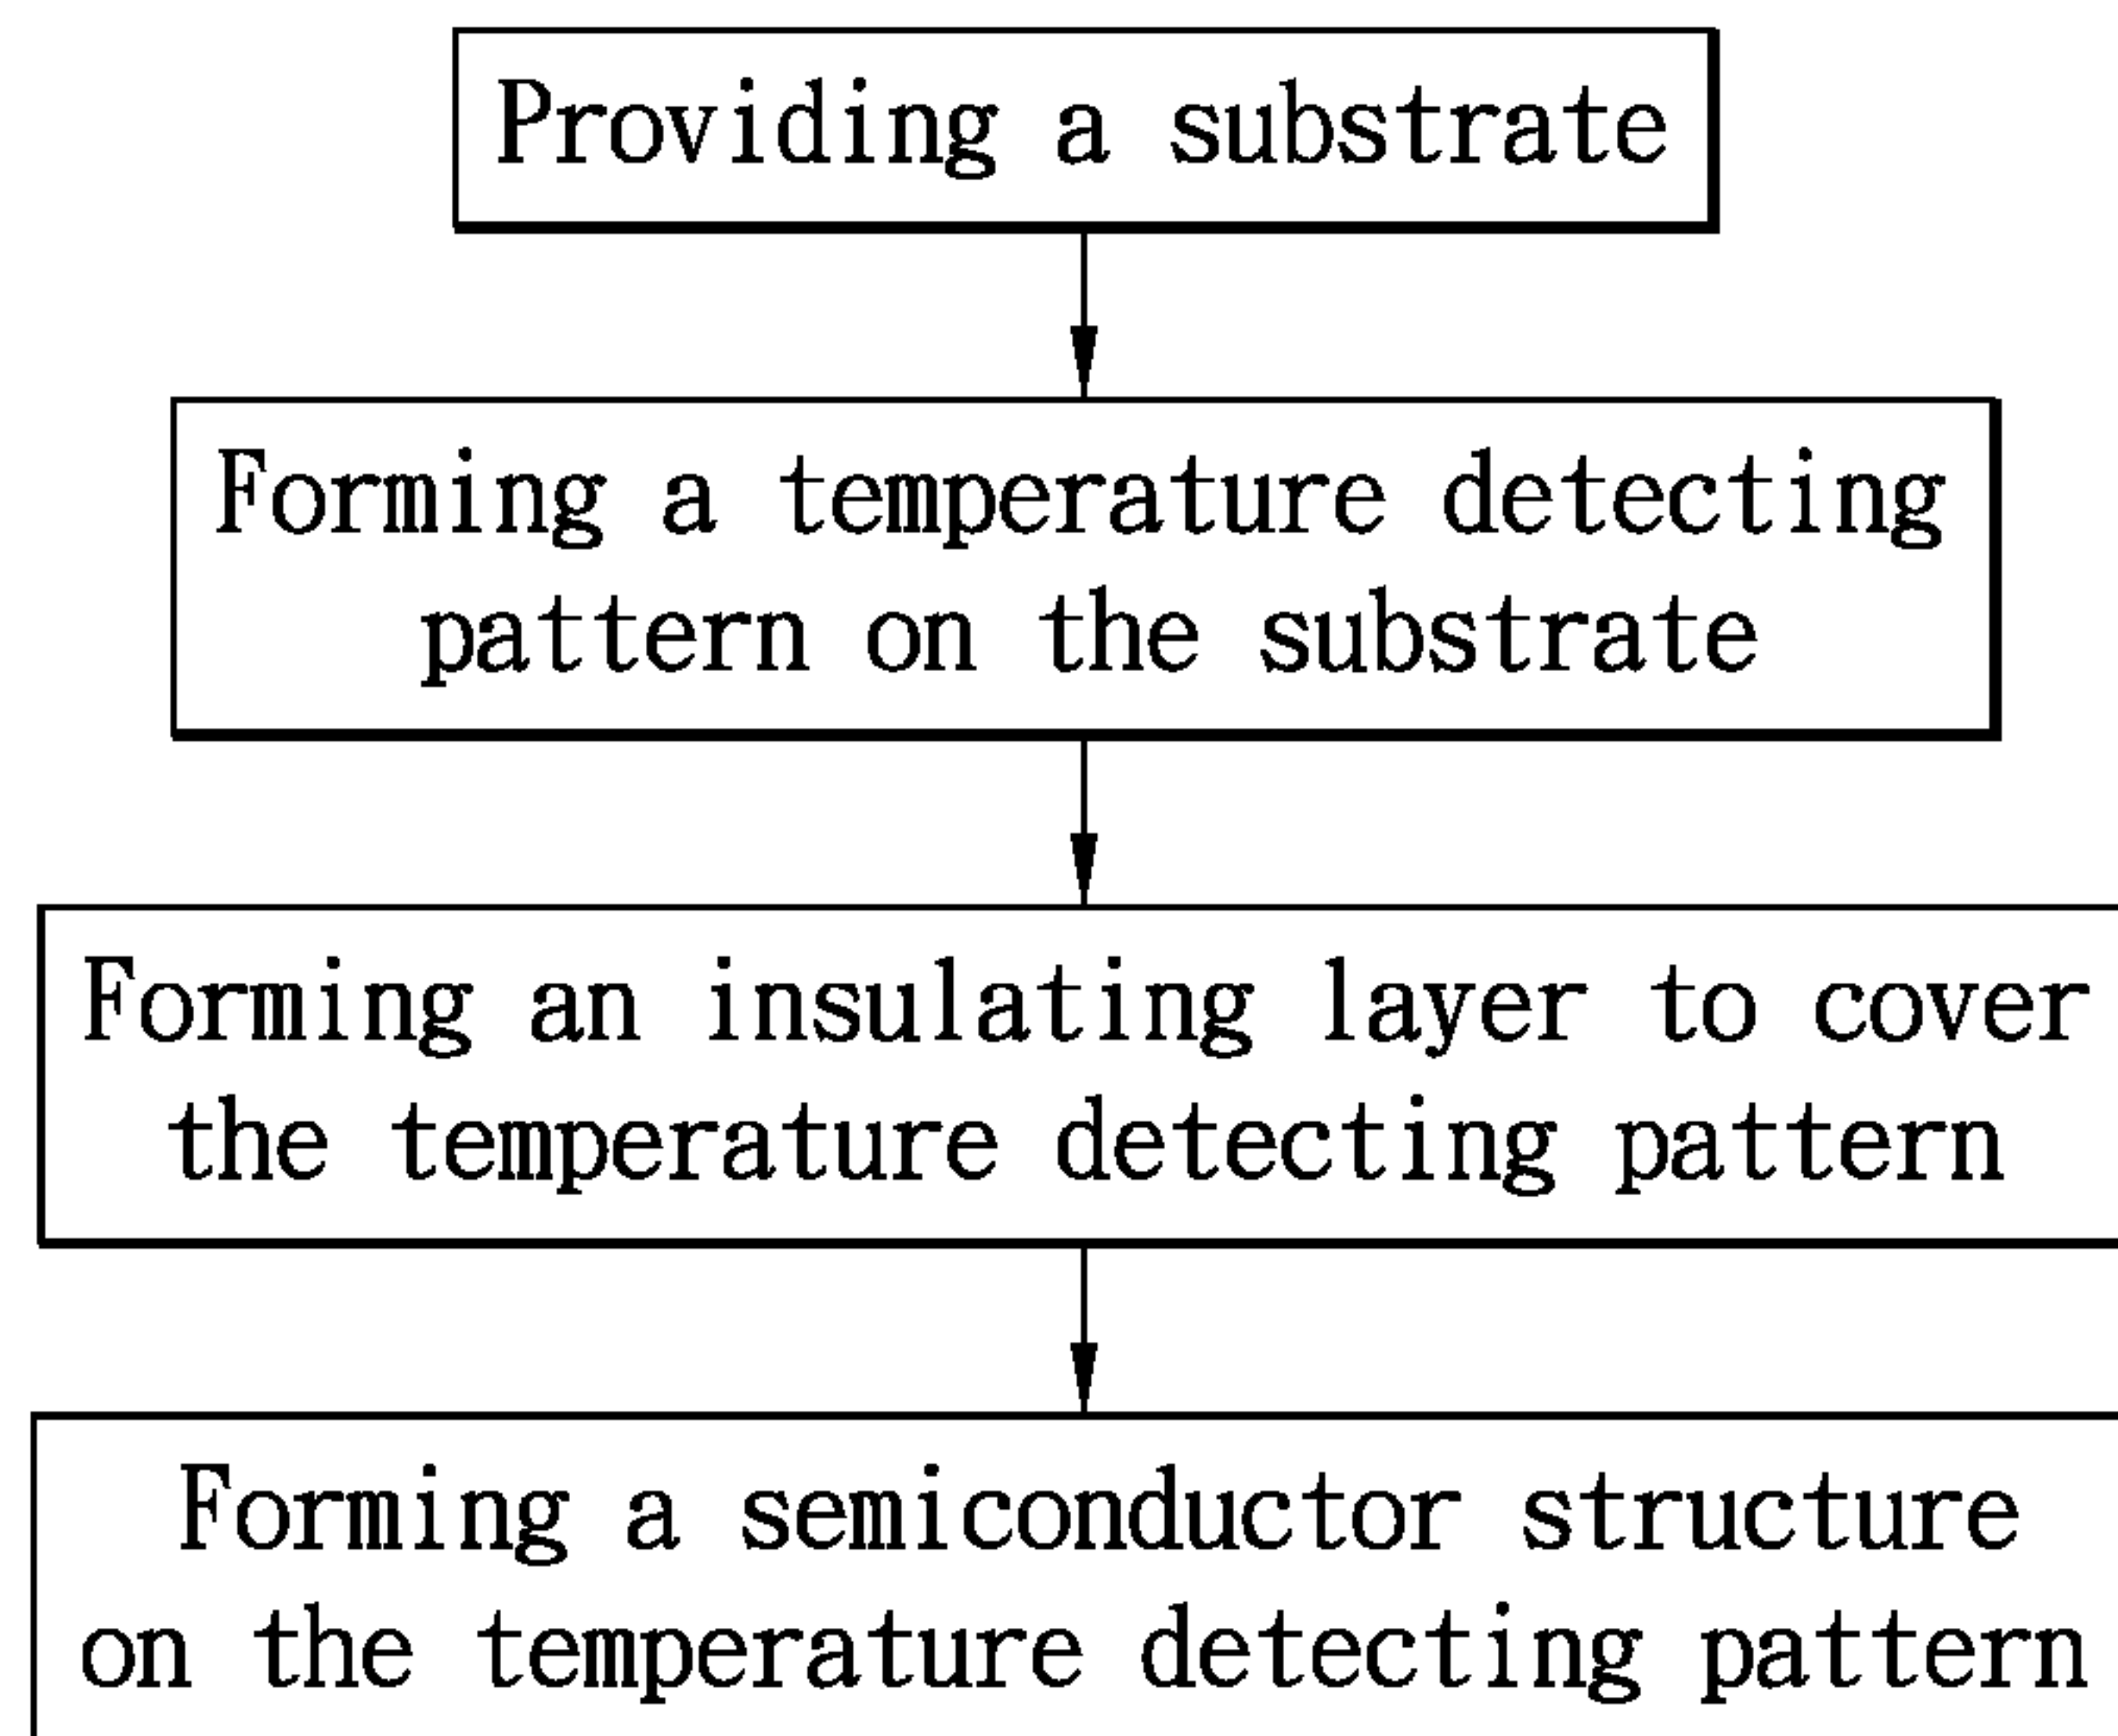 Providing a substrate
Forming a temperature detecting
pattern on the substrate
Forming an insulating layer to cover
the temperature detecting pattern
Forming a semiconductor structure
on the temperature detecting pattern